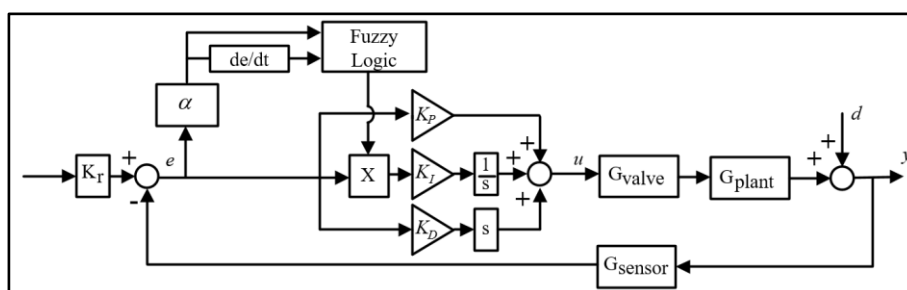 Fuzzy
Logic
de/dt
α
K_P
d
K_r
+
e
-
X
K_I
1/s
+
+
+
u
G_valve
G_plant
+
+
y
K_D
s
G_sensor